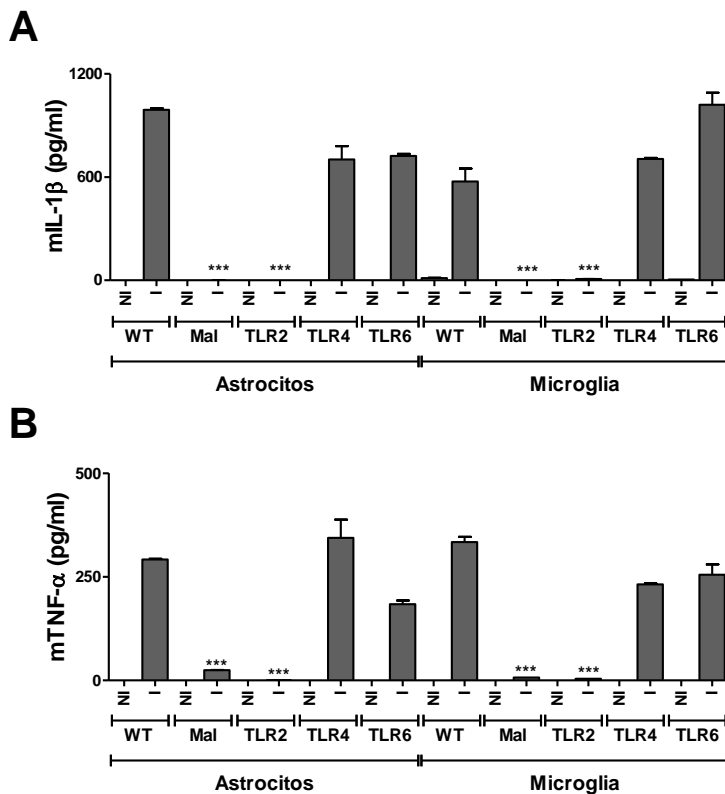 A
mIL-1β (pg/ml)
1200
600
0
*** *** *** ***
NI I NI I NI I NI I NI I NI I NI I NI I NI I NI I
WT Mal TLR2 TLR4 TLR6 WT Mal TLR2 TLR4 TLR6
Astrocitos Microglia
B
mTNF-α (pg/ml)
500
250
0
*** *** *** ***
NI I NI I NI I NI I NI I NI I NI I NI I NI I NI I
WT Mal TLR2 TLR4 TLR6 WT Mal TLR2 TLR4 TLR6
Astrocitos Microglia